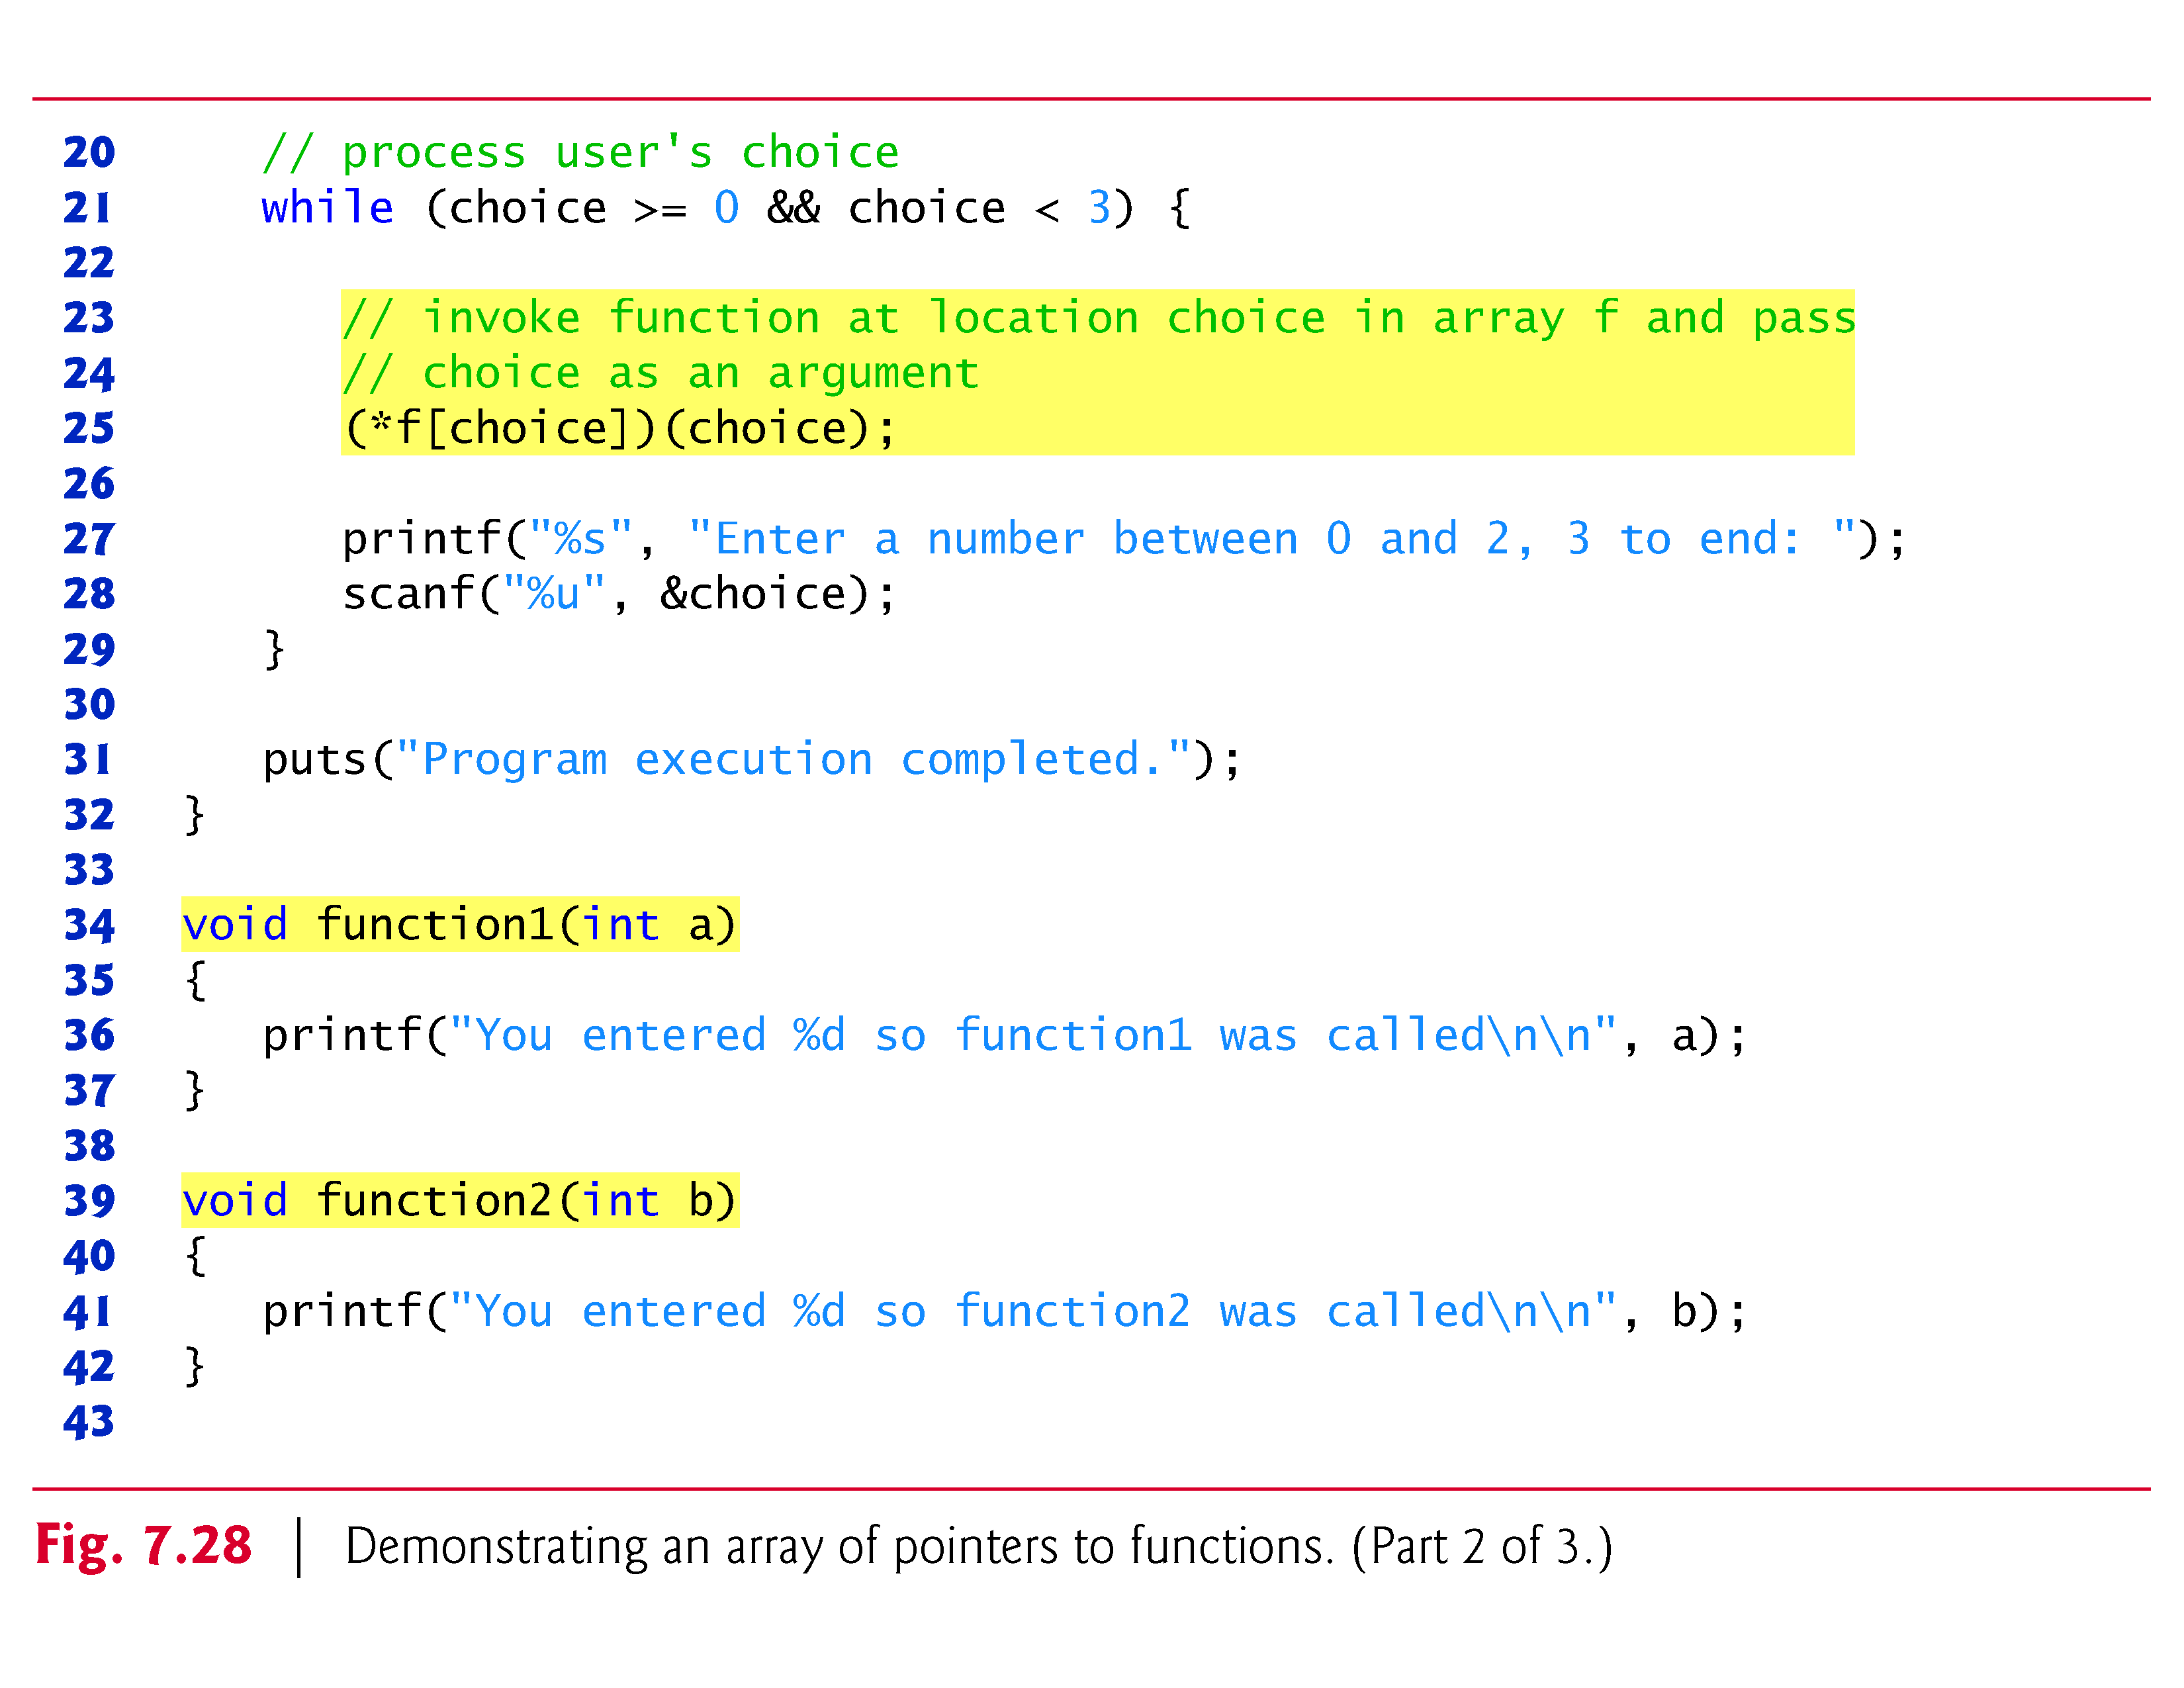 20 // process user's choice
21 while (choice >= 0 && choice < 3) {
22
23 // invoke function at location choice in array f and pass
24 // choice as an argument
25 (*f[choice])(choice);
26
27 printf("%s", "Enter a number between 0 and 2, 3 to end: ");
28 scanf("%u", &choice);
29 }
30
31 puts("Program execution completed.");
32 }
33
34 void function1(int a)
35 {
36 printf("You entered %d so function1 was called\n\n", a);
37 }
38
39 void function2(int b)
40 {
41 printf("You entered %d so function2 was called\n\n", b);
42 }
43
Fig. 7.28 | Demonstrating an array of pointers to functions. (Part 2 of 3.)